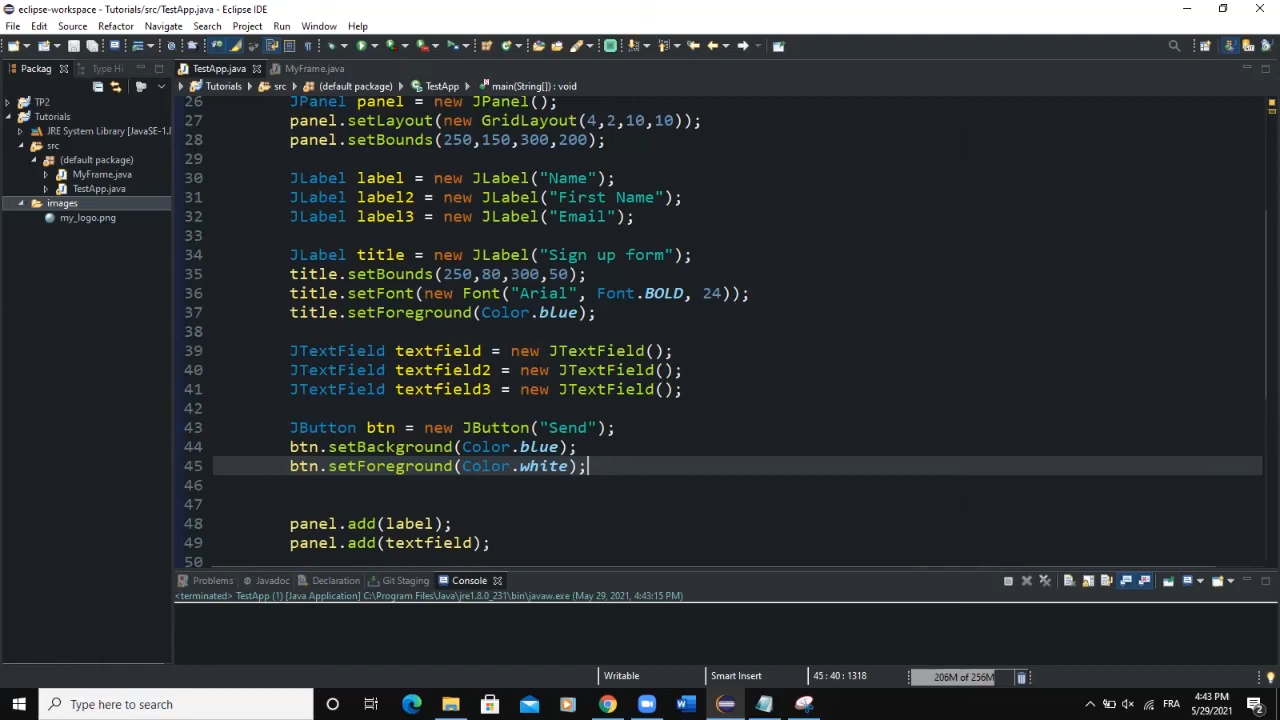 eclipse-workspace - Tutorials/src/TestApp.java - Eclipse IDE
File Edit Source Refactor Navigate Search Project Run Window Help
Packag Type Hi TestApp.java MyFrame.java
Tutorials src (default package) TestApp main(String[]) : void
TP2
Tutorials
JRE System Library [JavaSE-1.
src
(default package)
MyFrame.java
TestApp.java
images
my_logo.png
26 JPanel panel = new JPanel();
27 panel.setLayout(new GridLayout(4,2,10,10));
28 panel.setBounds(250,150,300,200);
29
30 JLabel label = new JLabel("Name");
31 JLabel label2 = new JLabel("First Name");
32 JLabel label3 = new JLabel("Email");
33
34 JLabel title = new JLabel("Sign up form");
35 title.setBounds(250,80,300,50);
36 title.setFont(new Font("Arial", Font.BOLD, 24));
37 title.setForeground(Color.blue);
38
39 JTextField textfield = new JTextField();
40 JTextField textfield2 = new JTextField();
41 JTextField textfield3 = new JTextField();
42
43 JButton btn = new JButton("Send");
44 btn.setBackground(Color.blue);
45 btn.setForeground(Color.white);
46
47
48 panel.add(label);
49 panel.add(textfield);
50
Problems Javadoc Declaration Git Staging Console
<terminated> TestApp (1) [Java Application] C:\Program Files\Java\jre1.8.0_231\bin\javaw.exe (May 29, 2021, 4:43:15 PM)
Writable Smart Insert 45 : 40 : 1318 206M of 256M
Type here to search
FRA
4:43 PM
5/29/2021
2